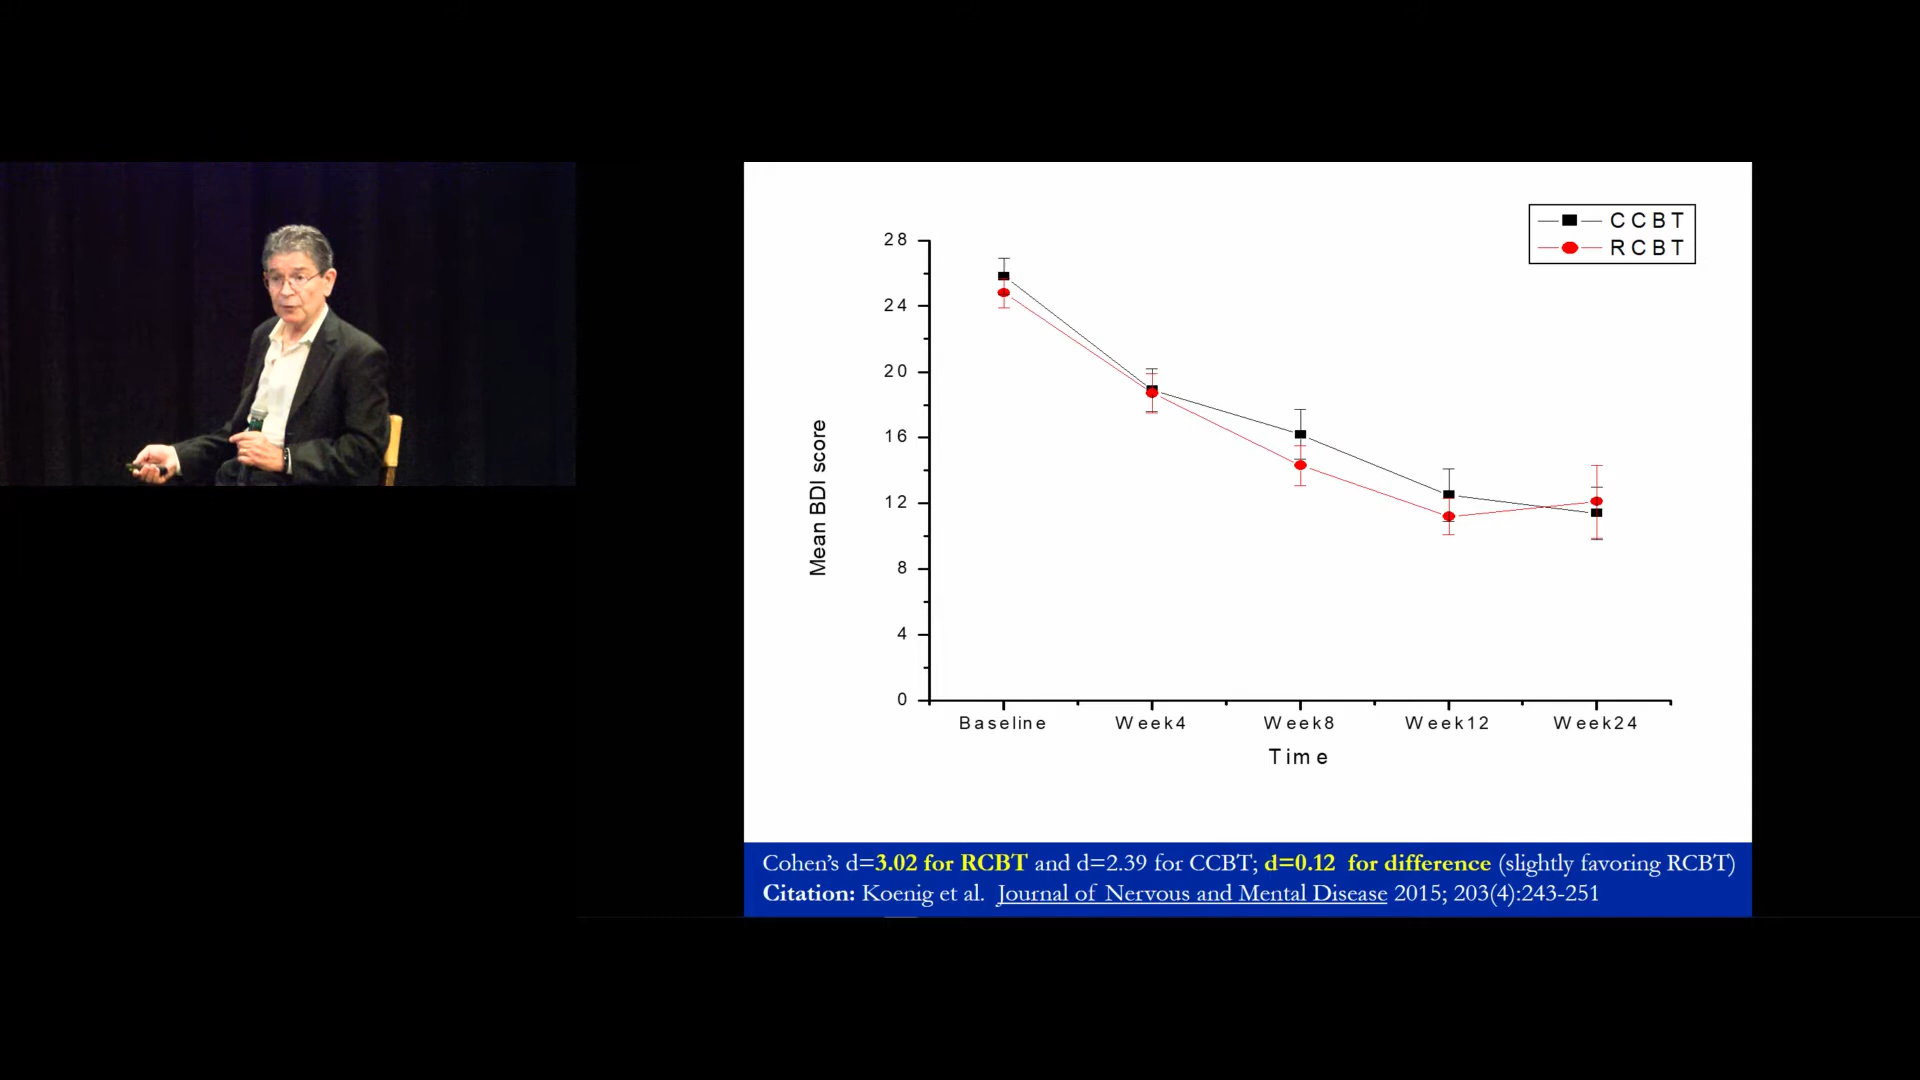 CCBT
RCBT
28
24
20
16
12
8
4
0
Mean BDI score
Baseline Week4 Week8 Week12 Week24
Time
Cohen's d=3.02 for RCBT and d=2.39 for CCBT; d=0.12 for difference (slightly favoring RCBT)
Citation: Koenig et al. Journal of Nervous and Mental Disease 2015; 203(4):243-251